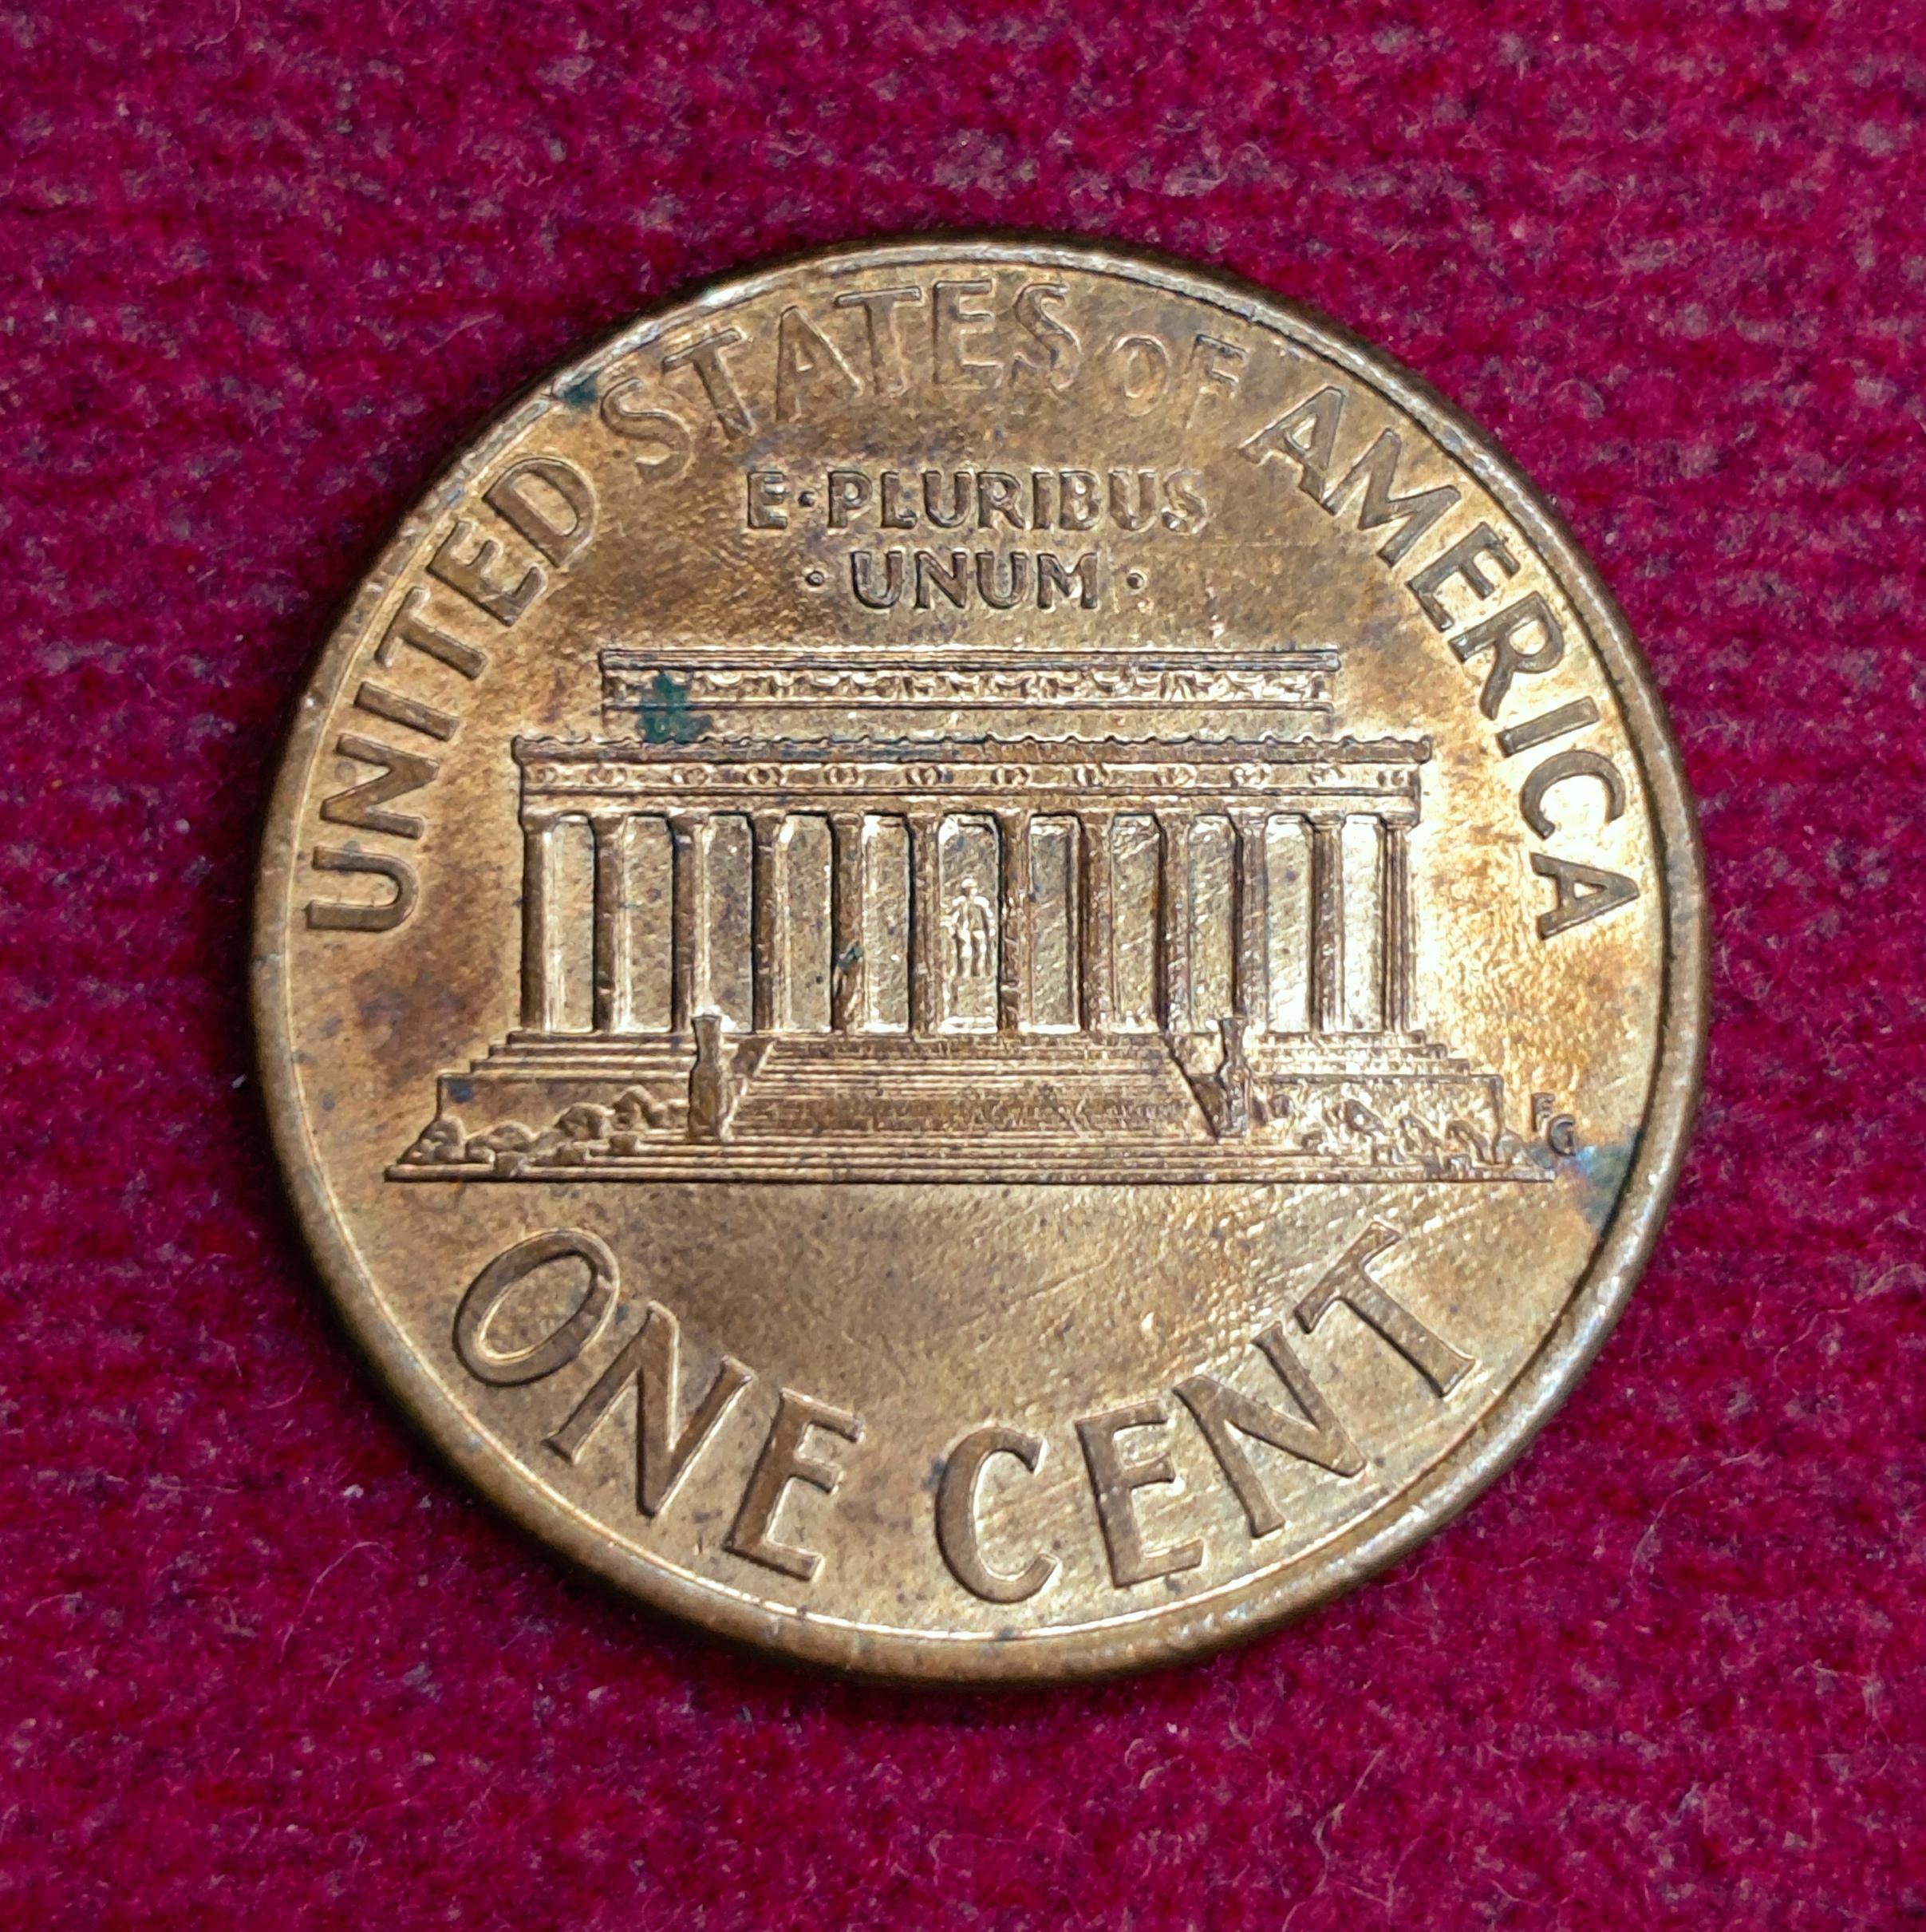 UNITED STATES OF AMERICA
E·PLURIBUS
·UNUM·
FG
ONE CENT